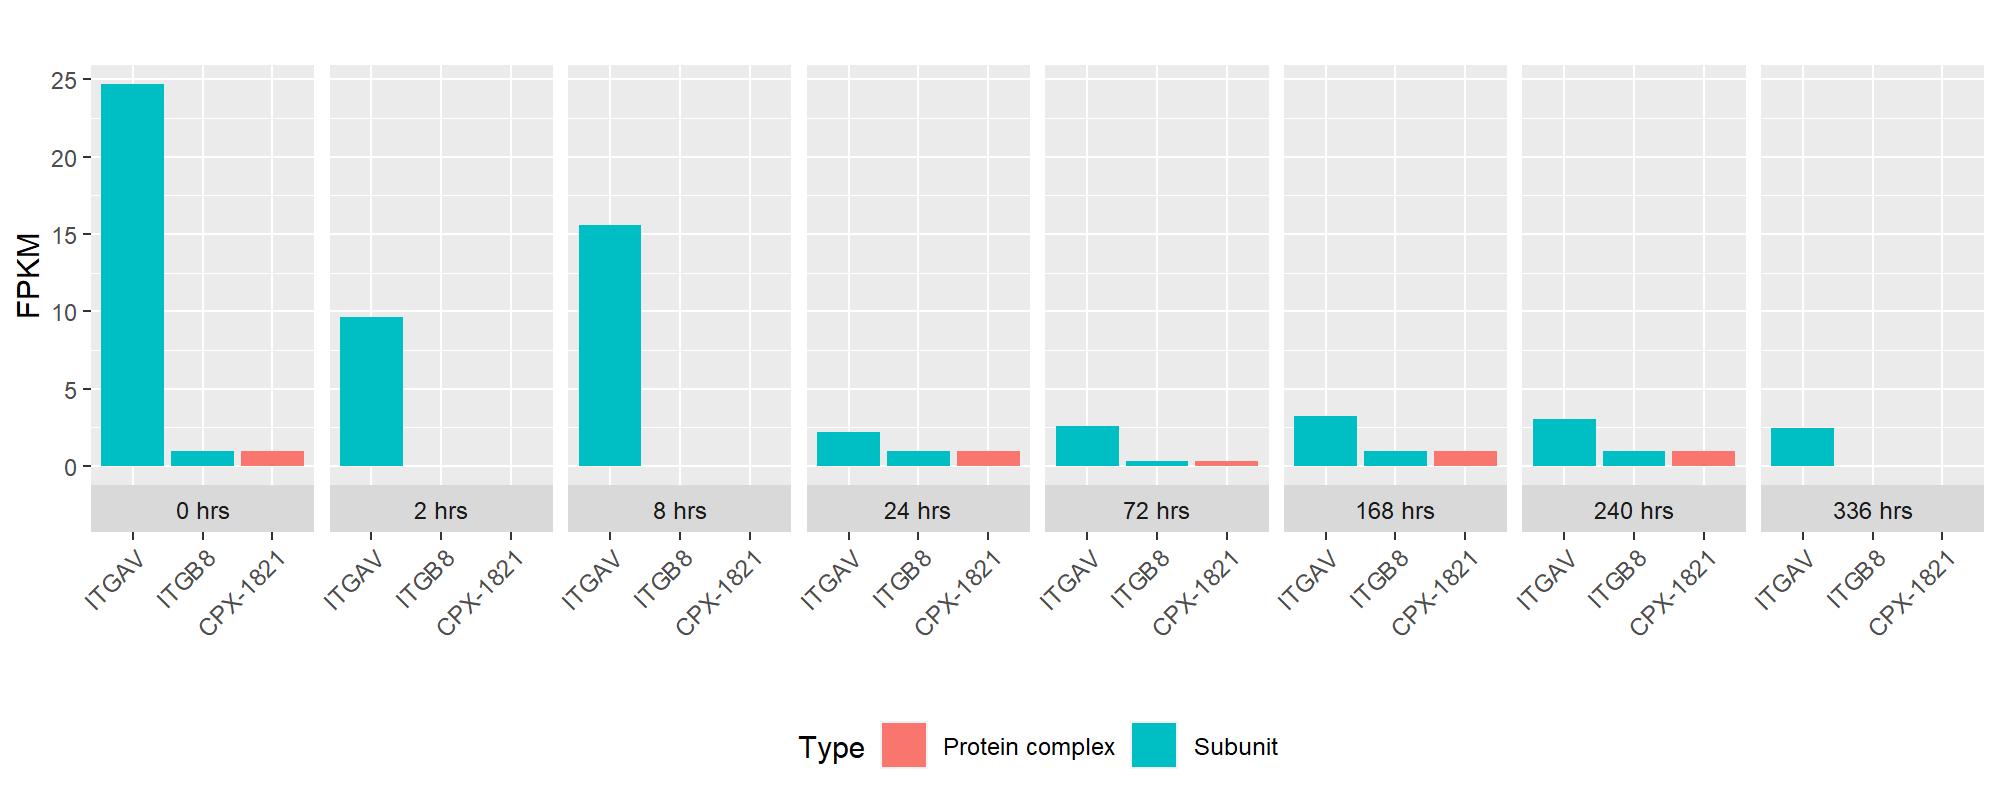 FPKM
25
20
15
10
5
0
0 hrs
2 hrs
8 hrs
24 hrs
72 hrs
168 hrs
240 hrs
336 hrs
ITGAV
ITGB8
CPX-1821
ITGAV
ITGB8
CPX-1821
ITGAV
ITGB8
CPX-1821
ITGAV
ITGB8
CPX-1821
ITGAV
ITGB8
CPX-1821
ITGAV
ITGB8
CPX-1821
ITGAV
ITGB8
CPX-1821
ITGAV
ITGB8
CPX-1821
Type Protein complex Subunit